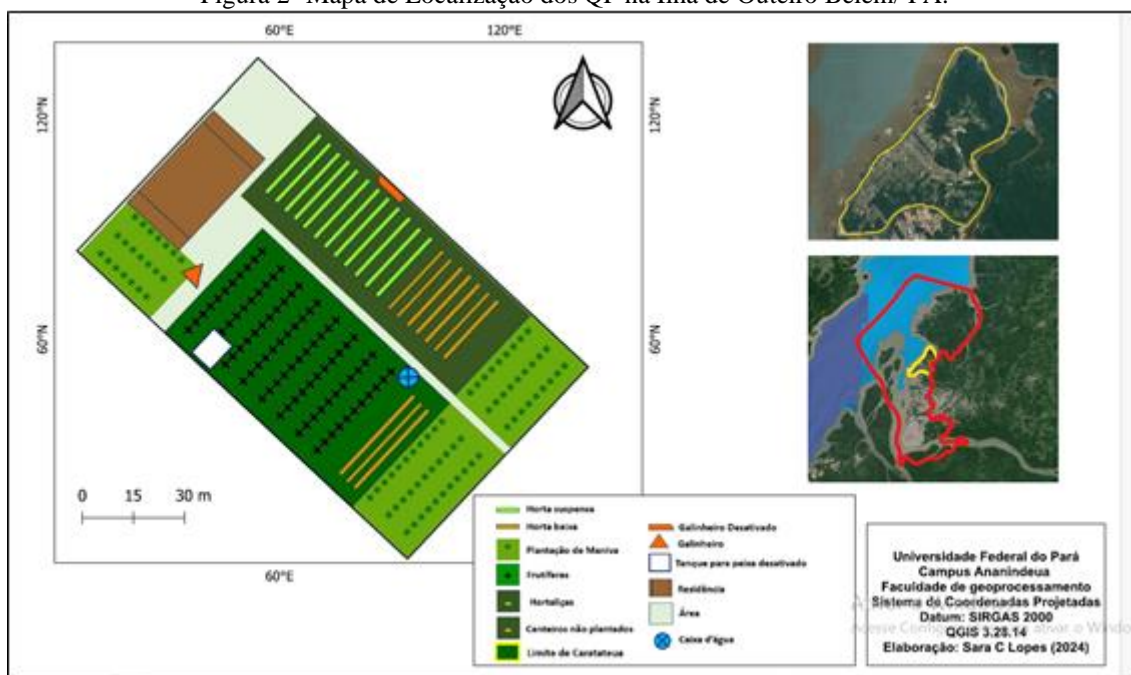 Figura 2- Mapa de Localização dos QP na Ilha de Outeiro Belém/ PA.
60°E 120°E
120°N 120°N
60°N 60°N
0 15 30 m
60°E
Horta suspensa
Horta baixa
Plantação de Maniva
Frutíferas
Hortaliças
Canteiros não plantados
Limite de Caratateua
Galinheiro Desativado
Galinheiro
Tanque para peixe desativado
Residência
Área
Caixa d'água
Universidade Federal do Pará
Campus Ananindeua
Faculdade de geoprocessamento
Sistema de Coordenadas Projetadas
Datum: SIRGAS 2000
QGIS 3.28.14
Elaboração: Sara C Lopes (2024)